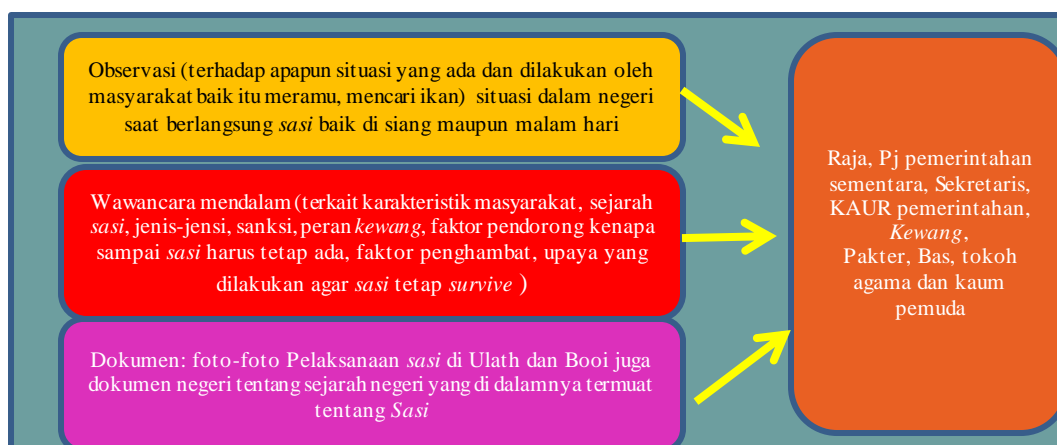 Observasi (terhadap apapun situasi yang ada dan dilakukan oleh
masyarakat baik itu meramu, mencari ikan) situasi dalam negeri
saat berlangsung sasi baik di siang maupun malam hari
Wawancara mendalam (terkait karakteristik masyarakat, sejarah
sasi, jenis-jensi, sanksi, peran kewang, faktor pendorong kenapa
sampai sasi harus tetap ada, faktor penghambat, upaya yang
dilakukan agar sasi tetap survive )
Dokumen: foto-foto Pelaksanaan sasi di Ulath dan Booi juga
dokumen negeri tentang sejarah negeri yang di dalamnya termuat
tentang Sasi
Raja, Pj pemerintahan
sementara, Sekretaris,
KAUR pemerintahan,
Kewang,
Pakter, Bas, tokoh
agama dan kaum
pemuda